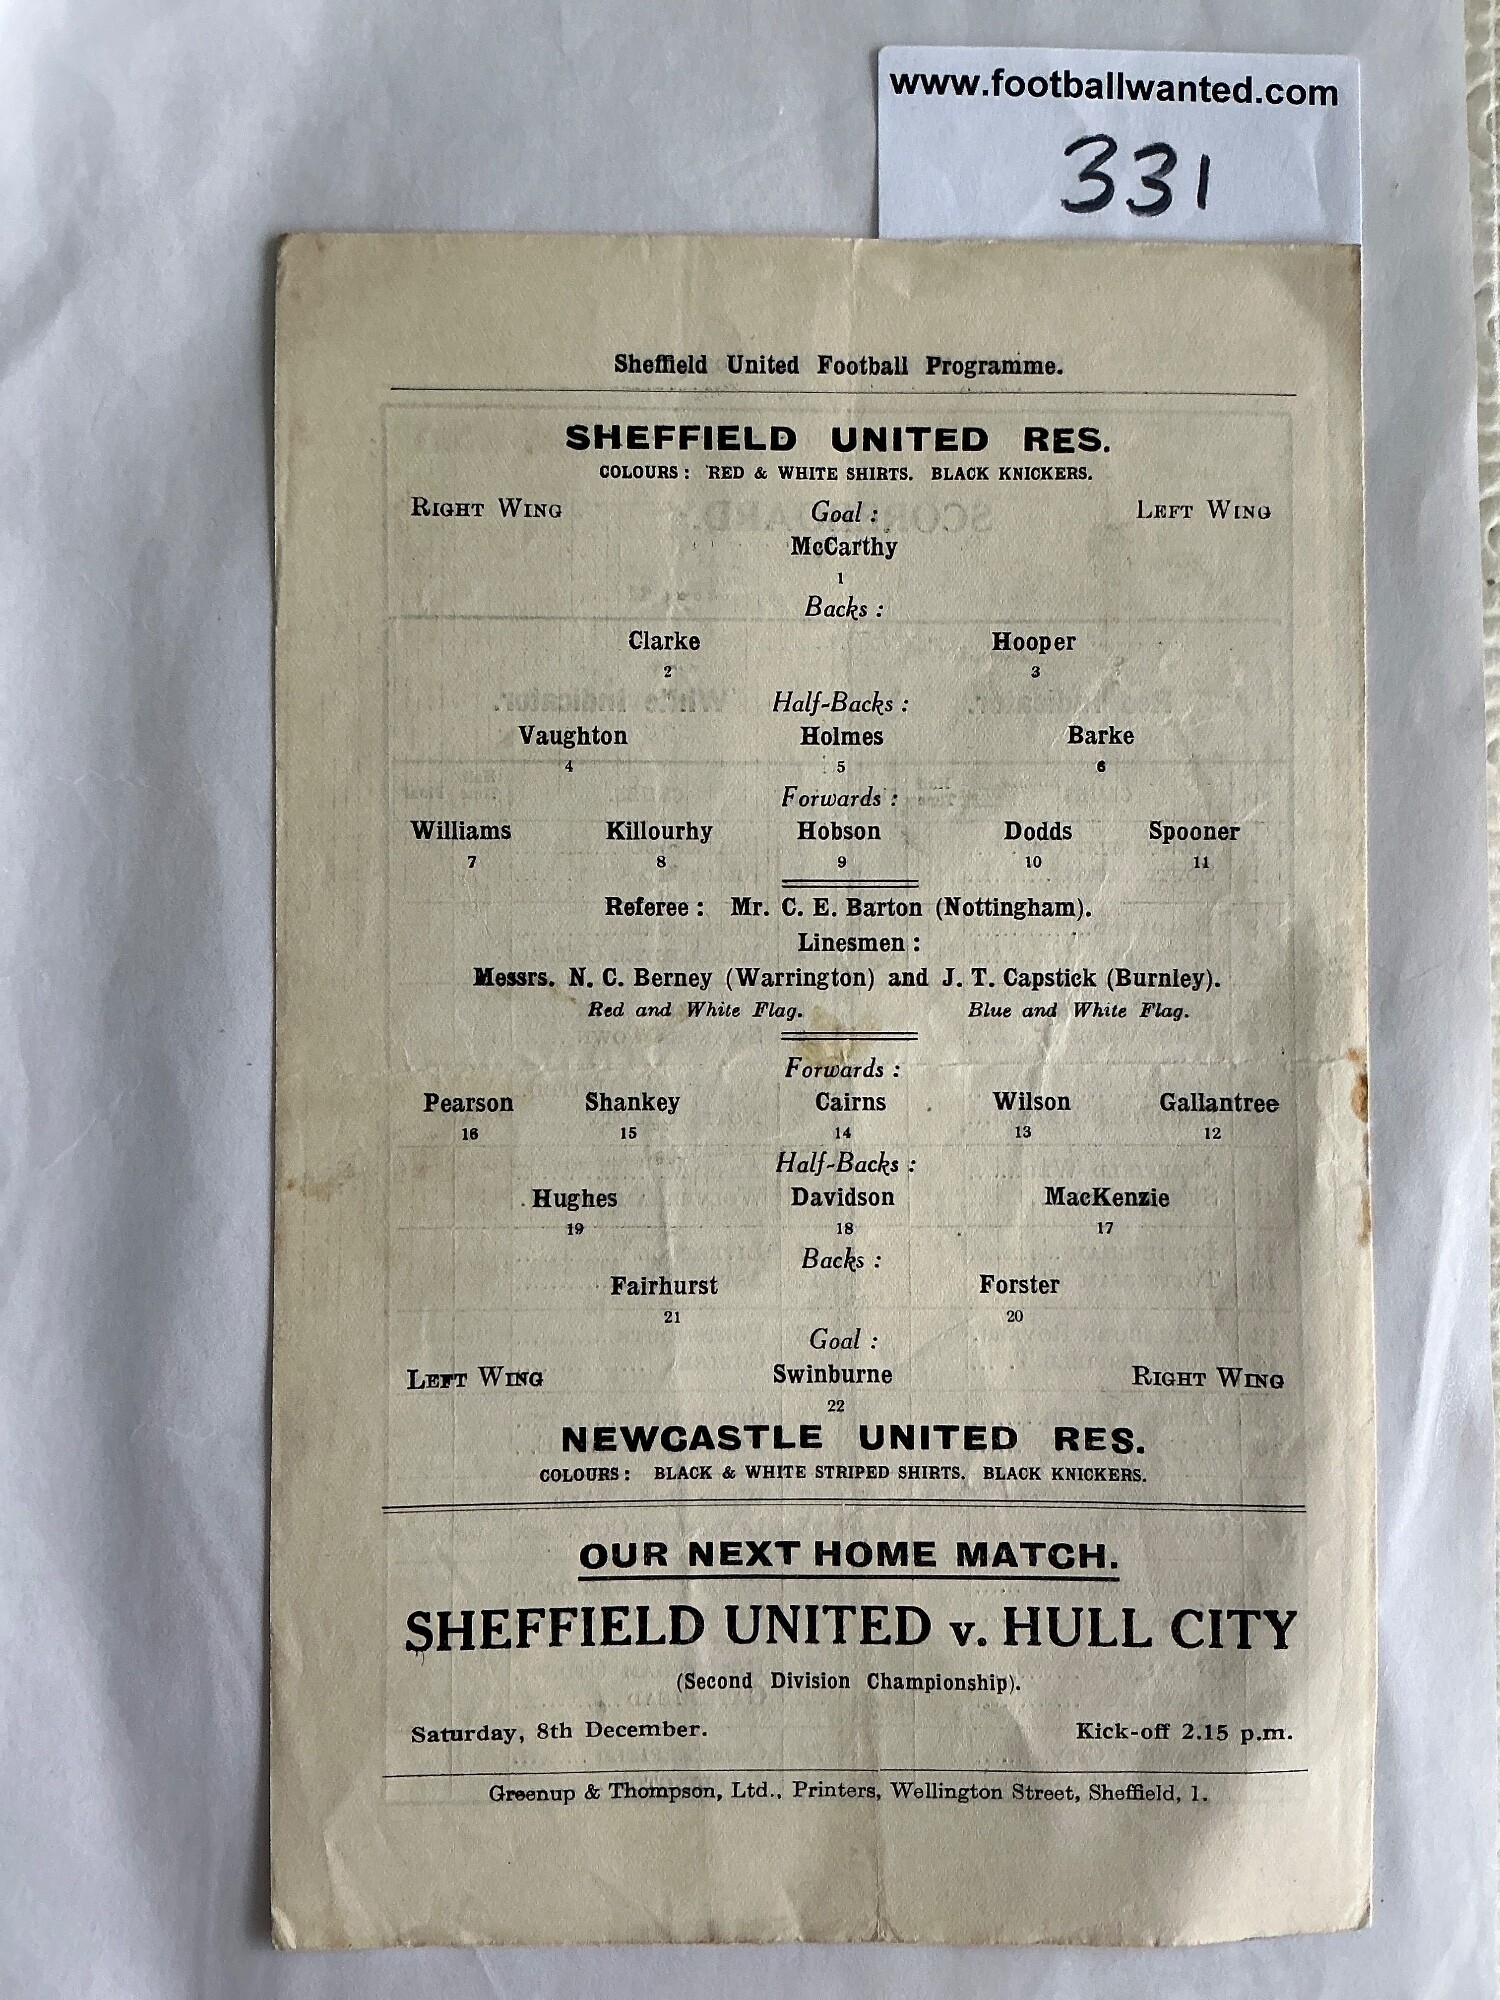 www.footballwanted.com
331
Sheffield United Football Programme.
SHEFFIELD UNITED RES.
COLOURS: RED & WHITE SHIRTS. BLACK KNICKERS.
RIGHT WING Goal: LEFT WING
McCarthy
1
Backs:
Clarke Hooper
2 3
Half-Backs:
Vaughton Holmes Barke
4 5 6
Forwards:
Williams Killourhy Hobson Dodds Spooner
7 8 9 10 11
Referee: Mr. C. E. Barton (Nottingham).
Linesmen:
Messrs. N. C. Berney (Warrington) and J. T. Capstick (Burnley).
Red and White Flag. Blue and White Flag.
Forwards:
Pearson Shankey Cairns Wilson Gallantree
16 15 14 13 12
Half-Backs:
Hughes Davidson MacKenzie
19 18 17
Backs:
Fairhurst Forster
21 20
Goal:
LEFT WING Swinburne RIGHT WING
22
NEWCASTLE UNITED RES.
COLOURS: BLACK & WHITE STRIPED SHIRTS. BLACK KNICKERS.
OUR NEXT HOME MATCH.
SHEFFIELD UNITED v. HULL CITY
(Second Division Championship).
Saturday, 8th December. Kick-off 2.15 p.m.
Greenup & Thompson, Ltd., Printers, Wellington Street, Sheffield, 1.